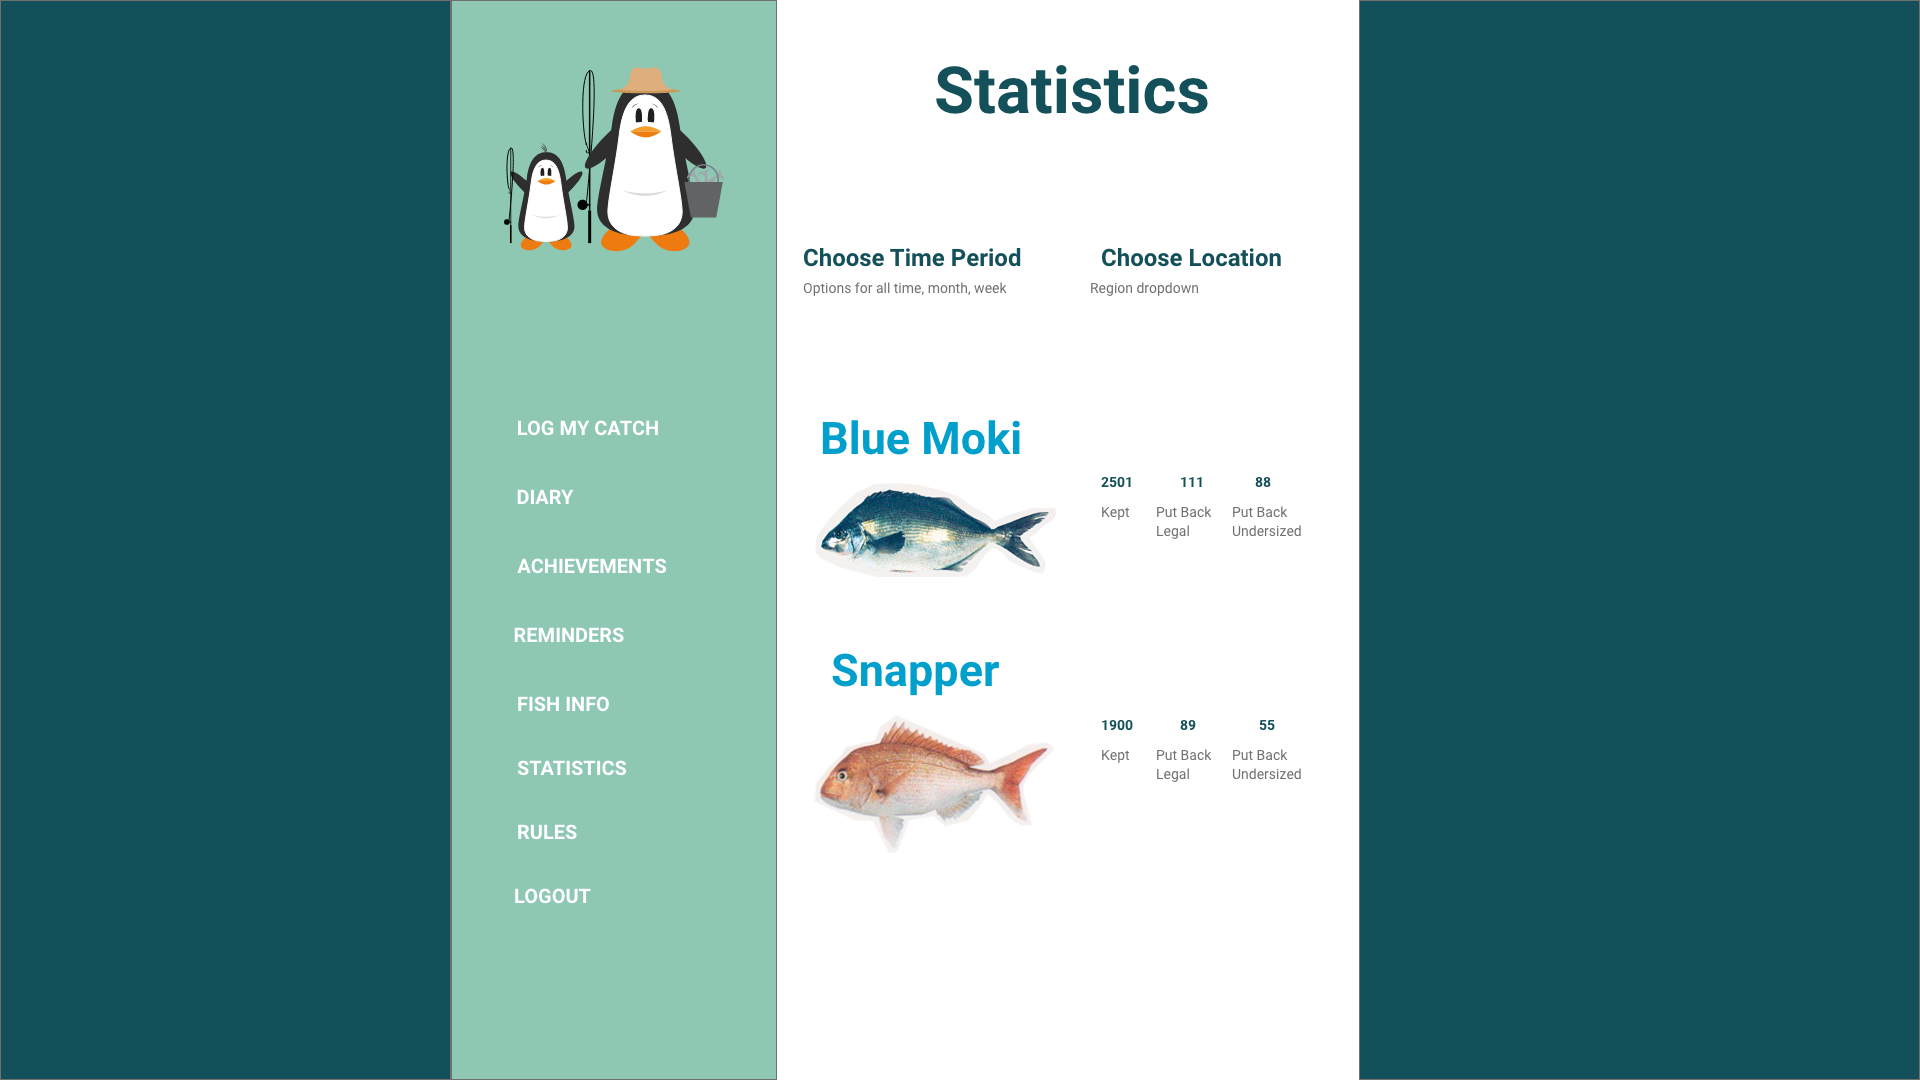 LOG MY CATCH
DIARY
ACHIEVEMENTS
REMINDERS
FISH INFO
STATISTICS
RULES
LOGOUT
Statistics
Choose Time Period
Options for all time, month, week
Choose Location
Region dropdown
Blue Moki
2501
Kept
111
Put Back
Legal
88
Put Back
Undersized
Snapper
1900
Kept
89
Put Back
Legal
55
Put Back
Undersized